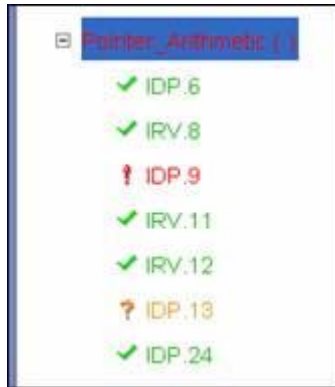 Pointer_Arithmetic ( )
IDP.6
IRV.8
IDP.9
IRV.11
IRV.12
IDP.13
IDP.24